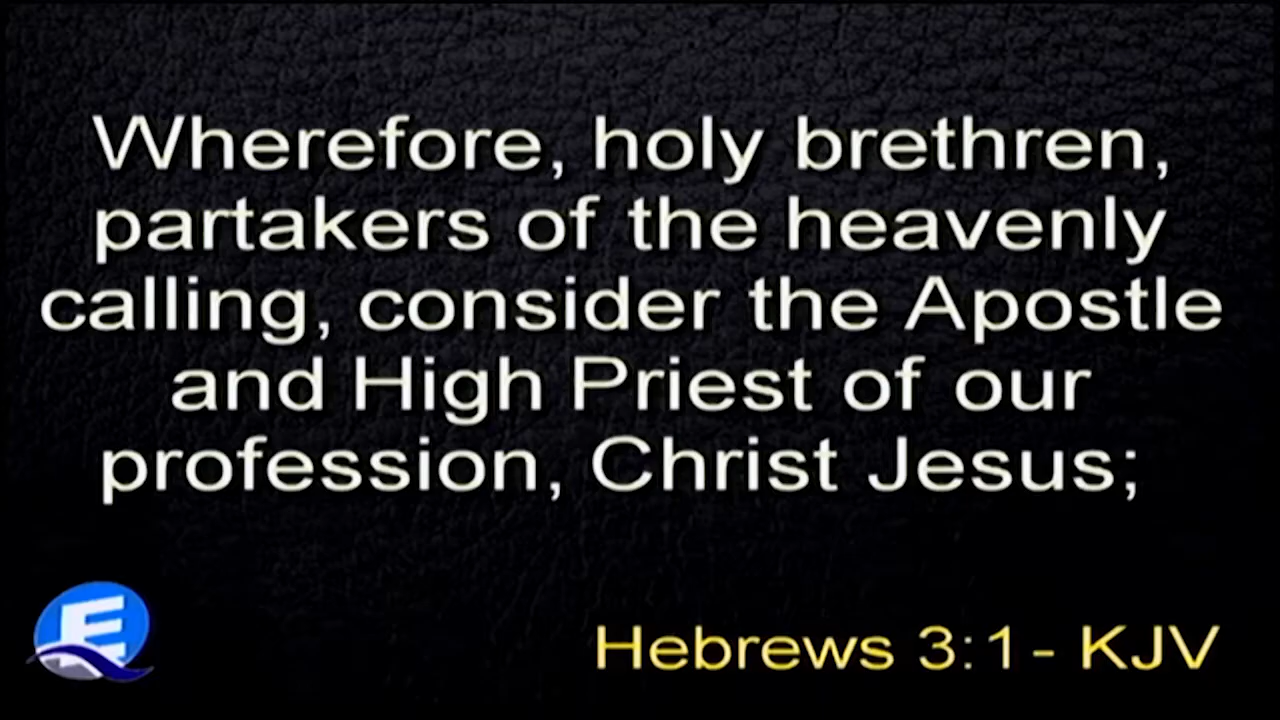 Wherefore, holy brethren,
partakers of the heavenly
calling, consider the Apostle
and High Priest of our
profession, Christ Jesus;
E
Hebrews 3:1 - KJV